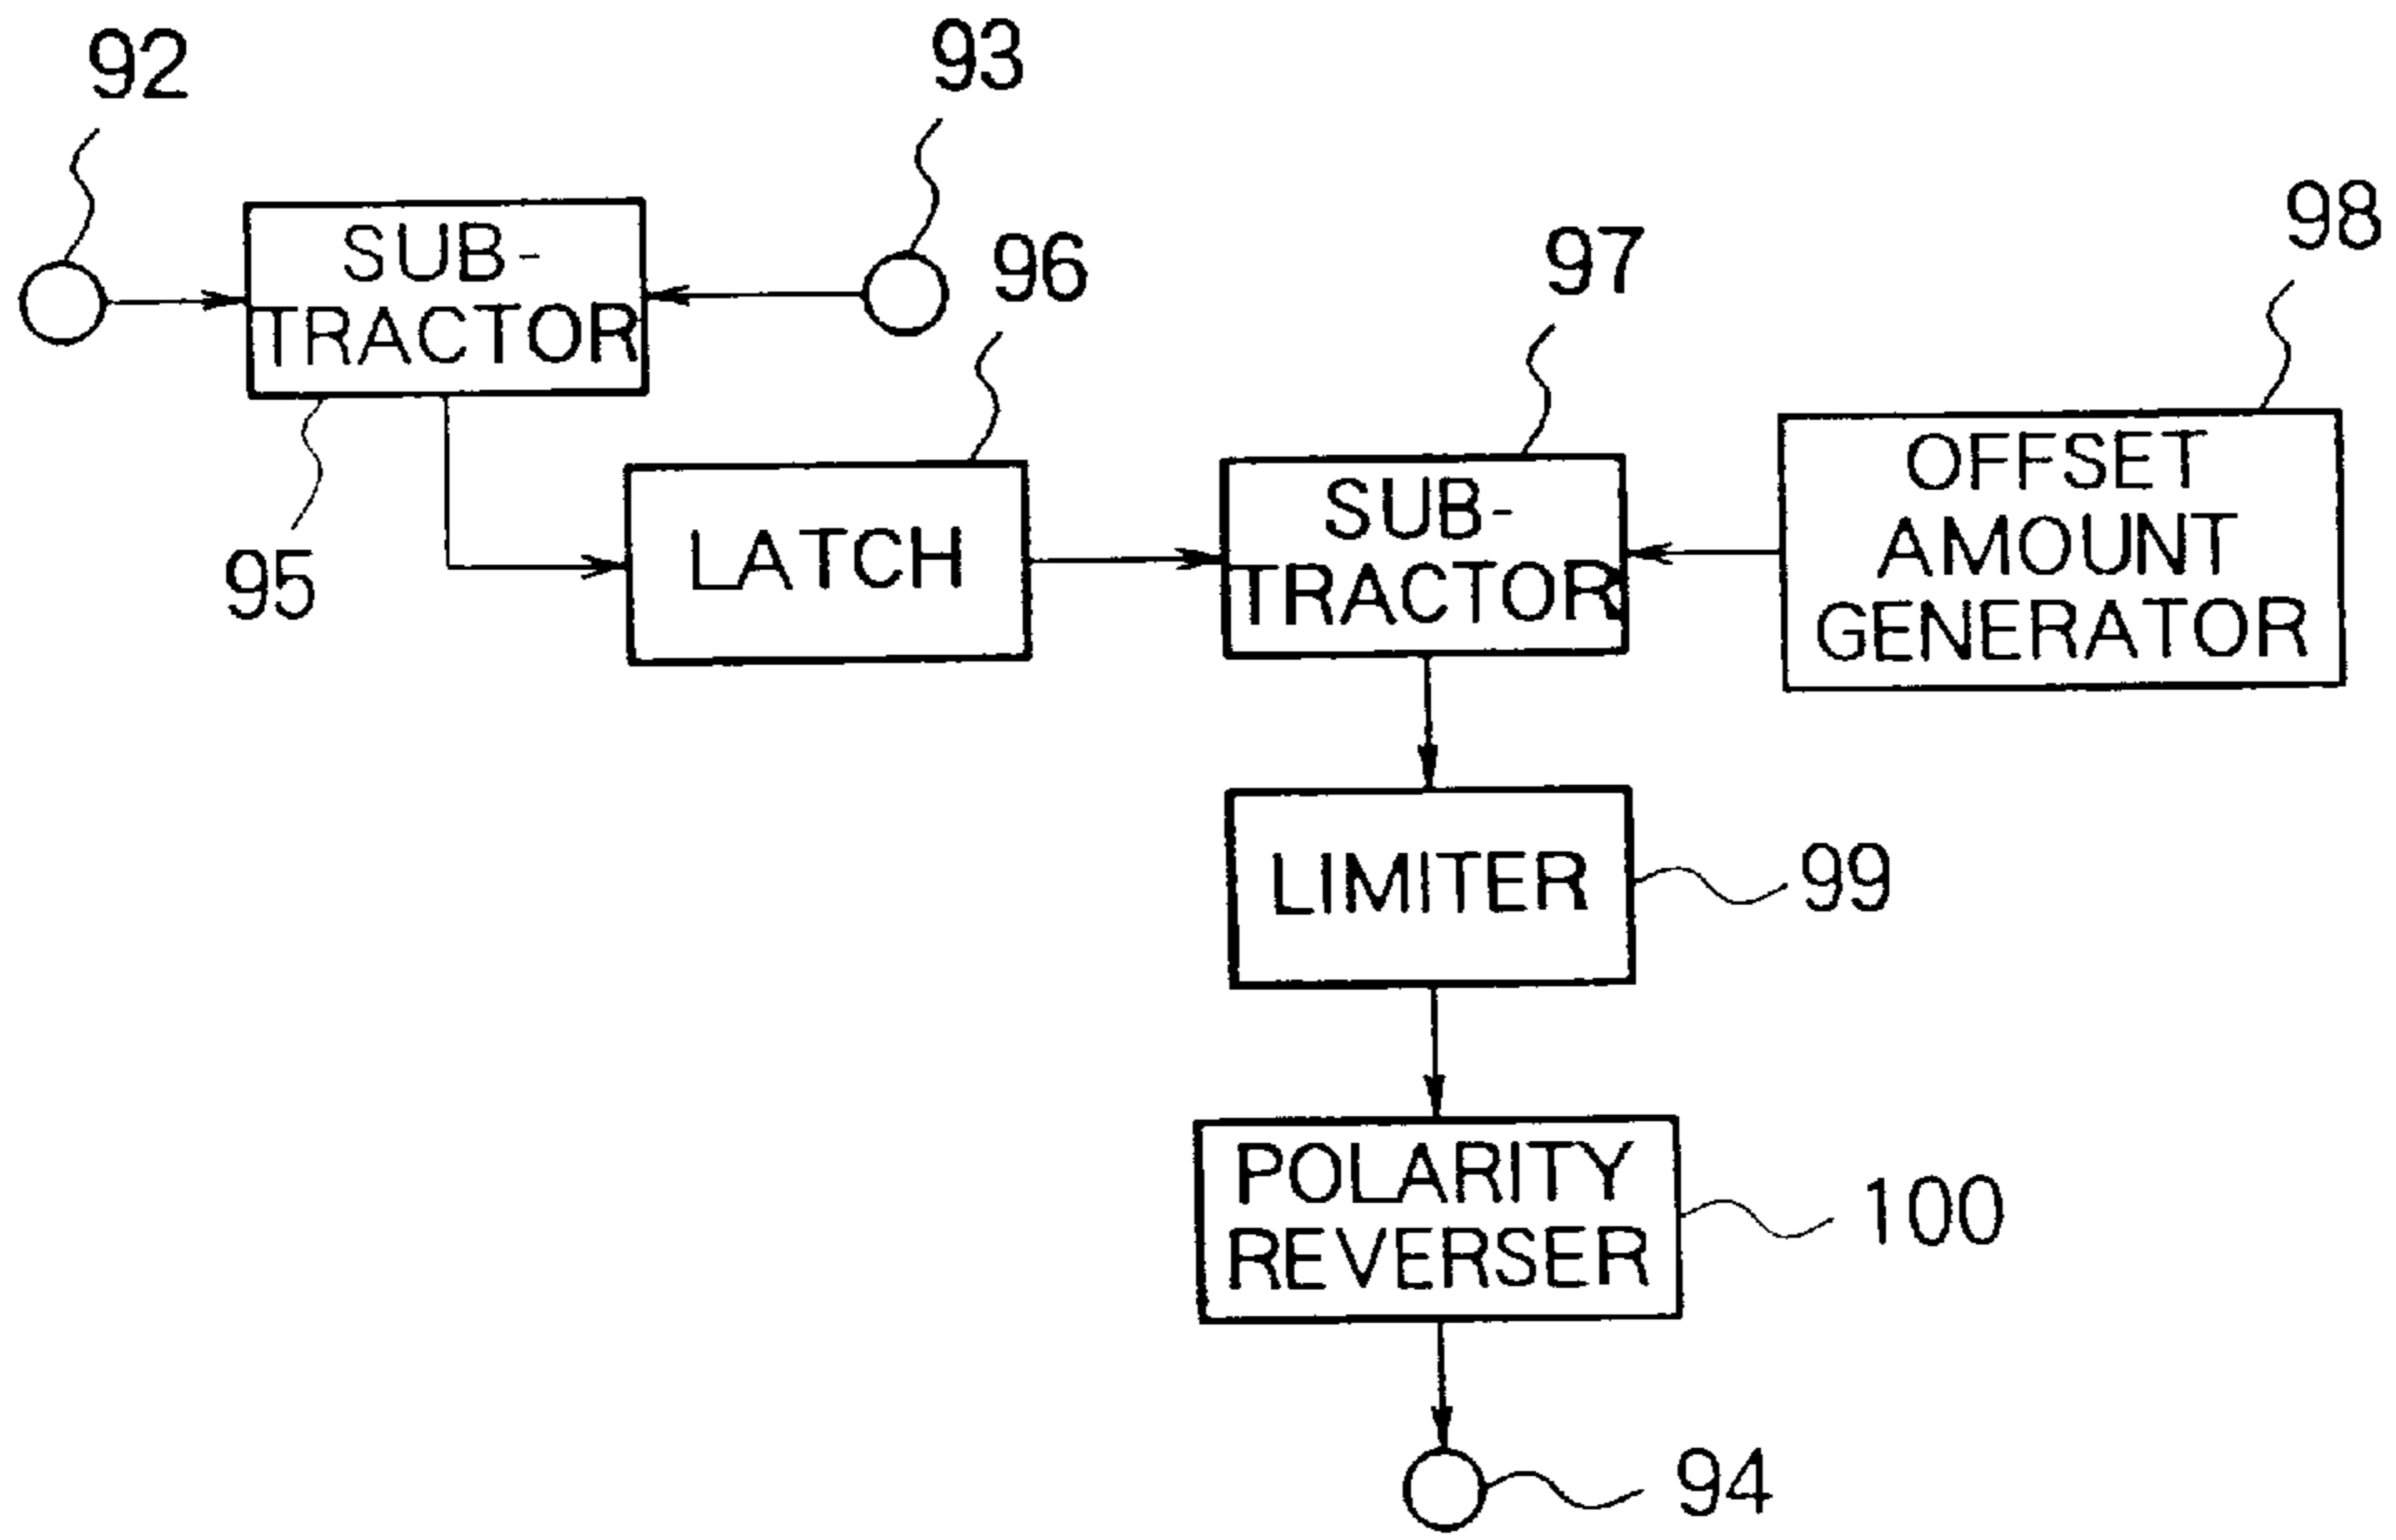 92
93
SUB-
TRACTOR
96
97
98
95
LATCH
SUB-
TRACTOR
OFFSET
AMOUNT
GENERATOR
LIMITER
99
POLARITY
REVERSER
100
94